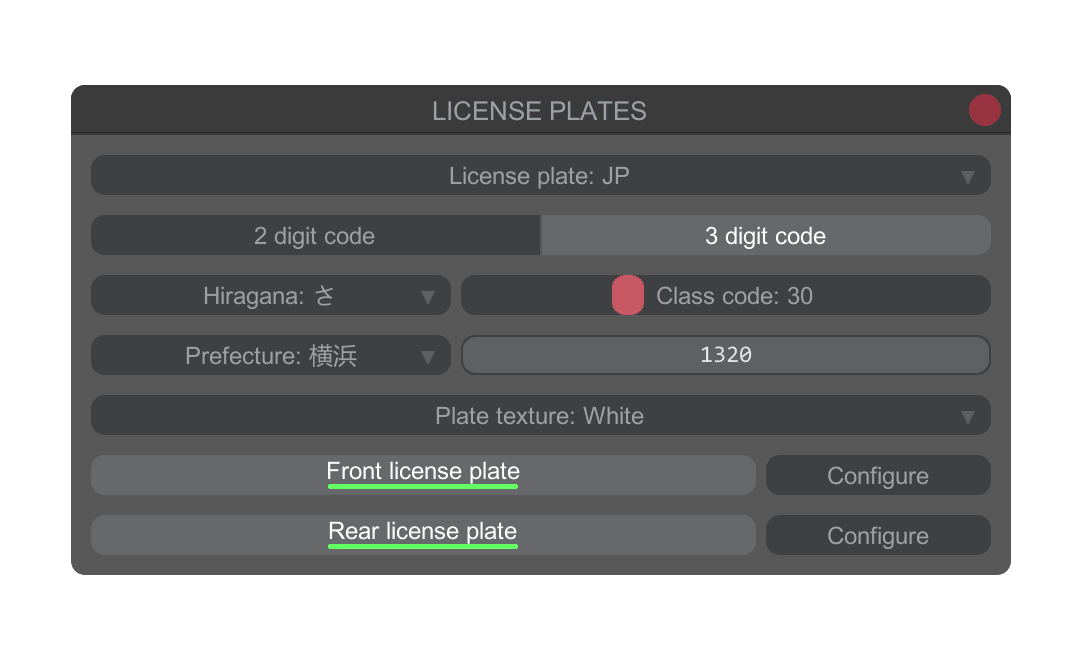 LICENSE PLATES
License plate: JP ▼
2 digit code 3 digit code
Hiragana: さ ▼ Class code: 30
Prefecture: 横浜 ▼ 1320
Plate texture: White ▼
Front license plate Configure
Rear license plate Configure